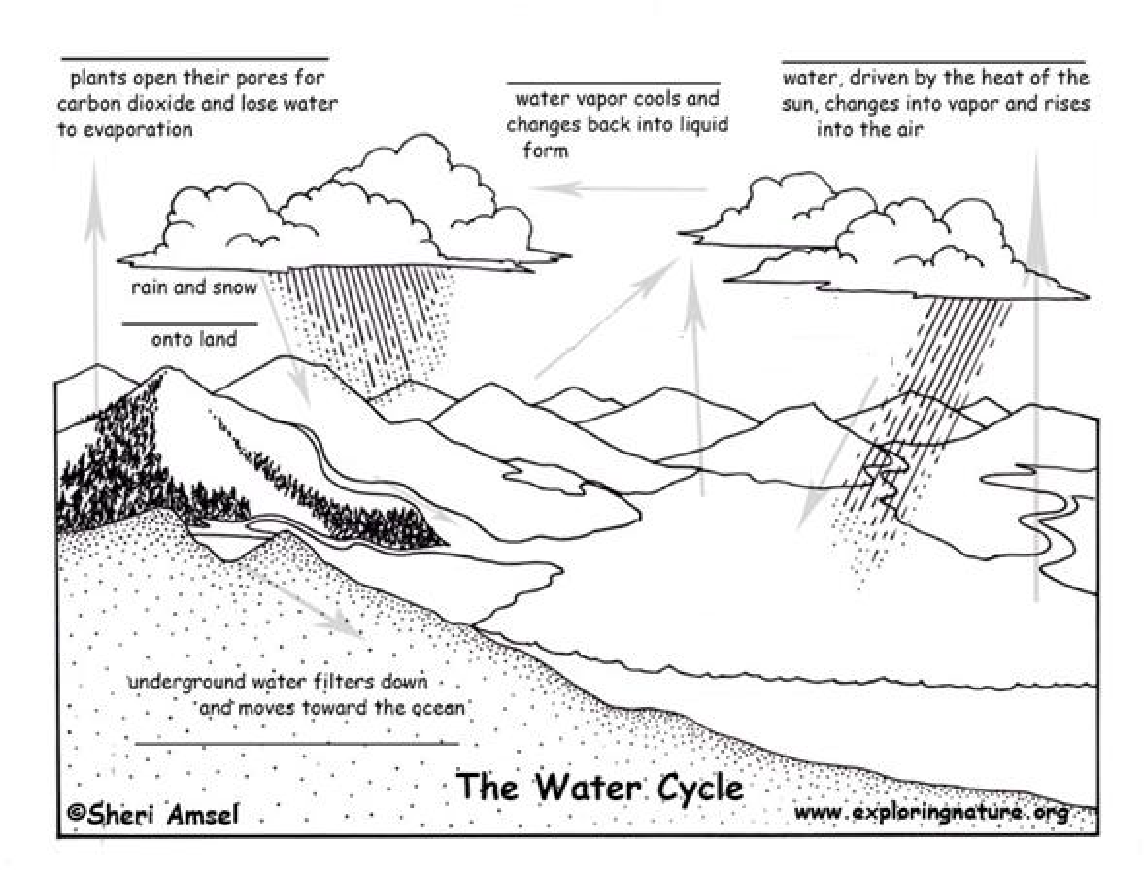 plants open their pores for
carbon dioxide and lose water
to evaporation
water vapor cools and
changes back into liquid
form
water, driven by the heat of the
sun, changes into vapor and rises
into the air
rain and snow
onto land
underground water filters down
and moves toward the ocean
The Water Cycle
©Sheri Amsel
www.exploringnature.org